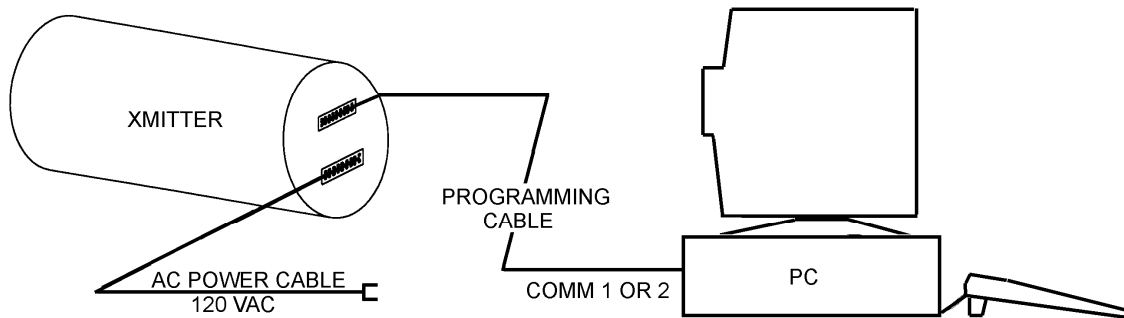 XMITTER
PROGRAMMING
CABLE
AC POWER CABLE
120 VAC
COMM 1 OR 2
PC